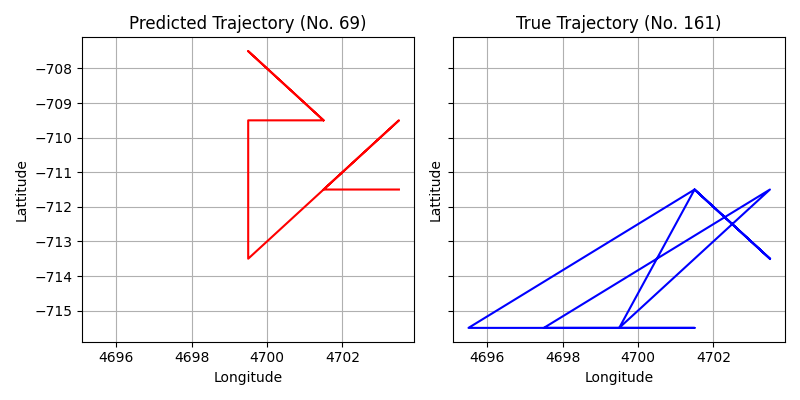 Predicted Trajectory (No. 69)
True Trajectory (No. 161)
Lattitude
−708
−709
−710
−711
−712
−713
−714
−715
4696
4698
4700
4702
Longitude
Lattitude
4696
4698
4700
4702
Longitude